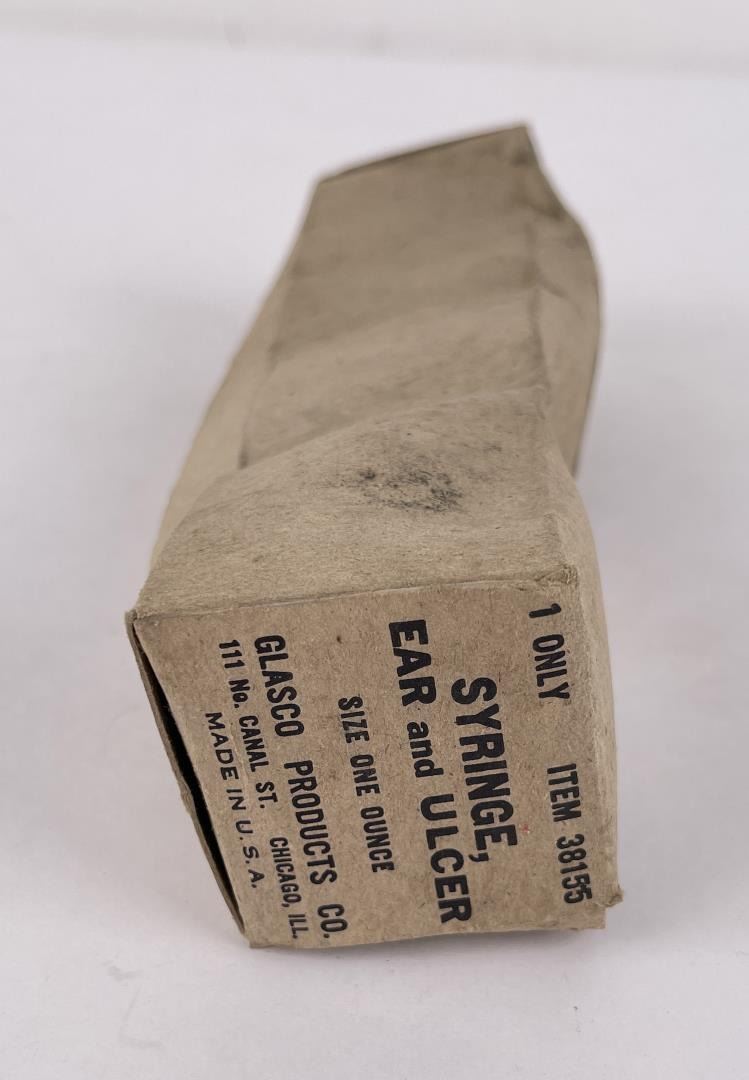 1 ONLY ITEM 38155
SYRINGE,
EAR and ULCER
SIZE ONE OUNCE
GLASCO PRODUCTS CO.
111 No. CANAL ST. CHICAGO, ILL.
MADE IN U.S.A.